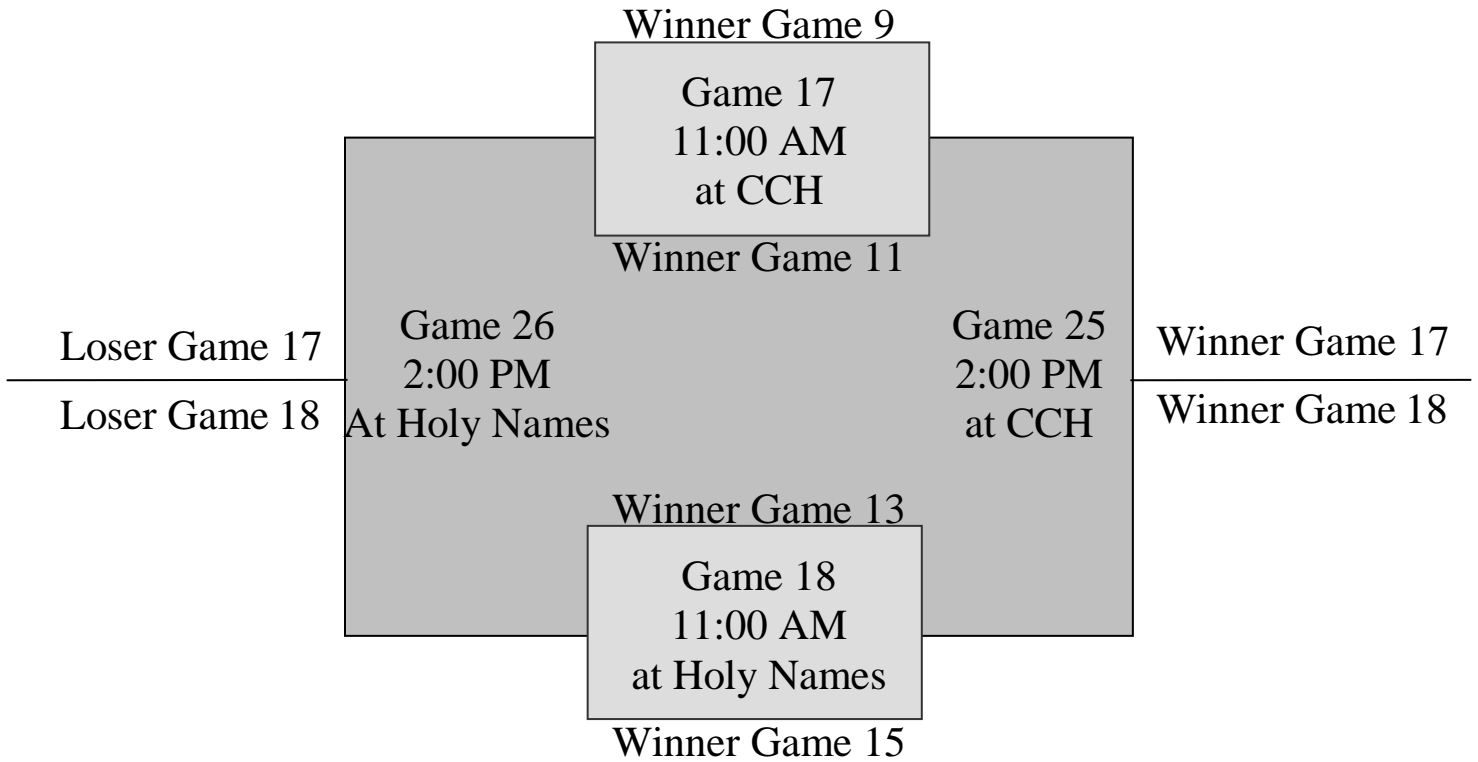 Winner Game 9
Game 17
11:00 AM
at CCH
Winner Game 11
Loser Game 17
Loser Game 18
Game 26
2:00 PM
At Holy Names
Game 25
2:00 PM
at CCH
Winner Game 17
Winner Game 18
Winner Game 13
Game 18
11:00 AM
at Holy Names
Winner Game 15